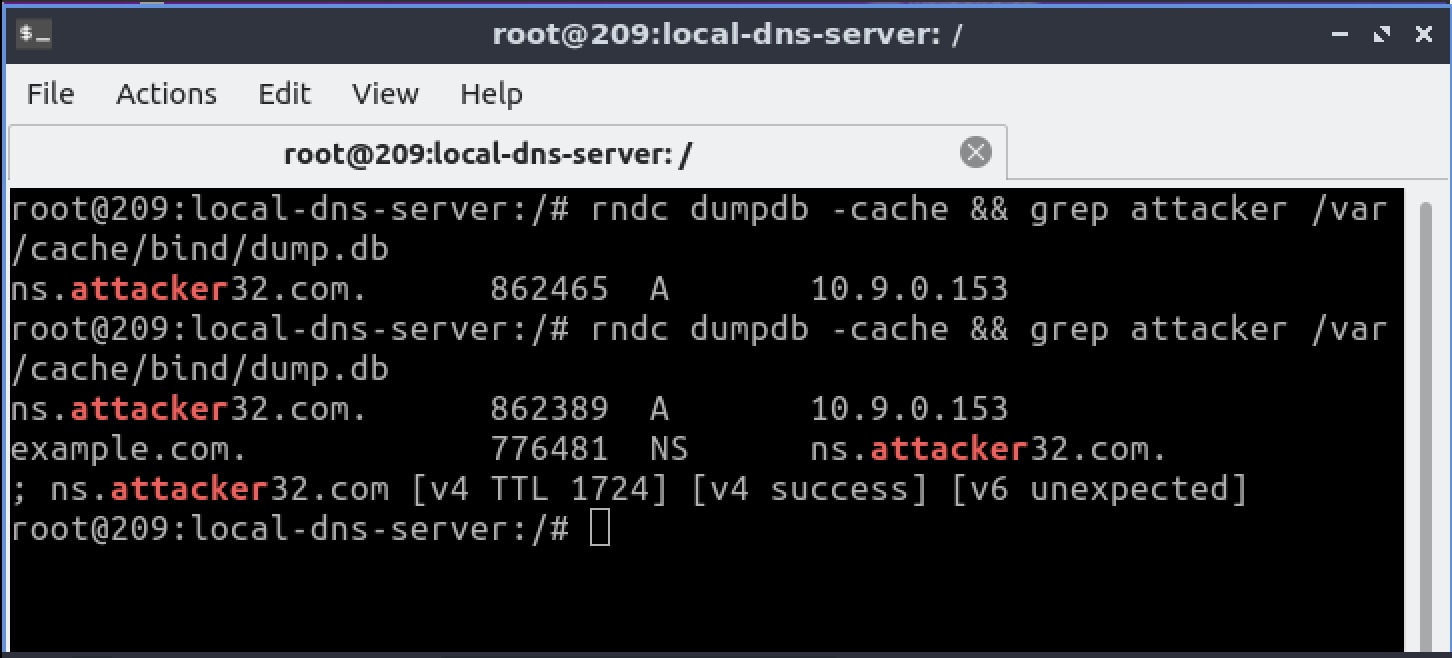 $_
root@209:local-dns-server: /
File Actions Edit View Help
root@209:local-dns-server: /
root@209:local-dns-server:/# rndc dumpdb -cache && grep attacker /var
/cache/bind/dump.db
ns.attacker32.com. 862465 A 10.9.0.153
root@209:local-dns-server:/# rndc dumpdb -cache && grep attacker /var
/cache/bind/dump.db
ns.attacker32.com. 862389 A 10.9.0.153
example.com. 776481 NS ns.attacker32.com.
; ns.attacker32.com [v4 TTL 1724] [v4 success] [v6 unexpected]
root@209:local-dns-server:/#